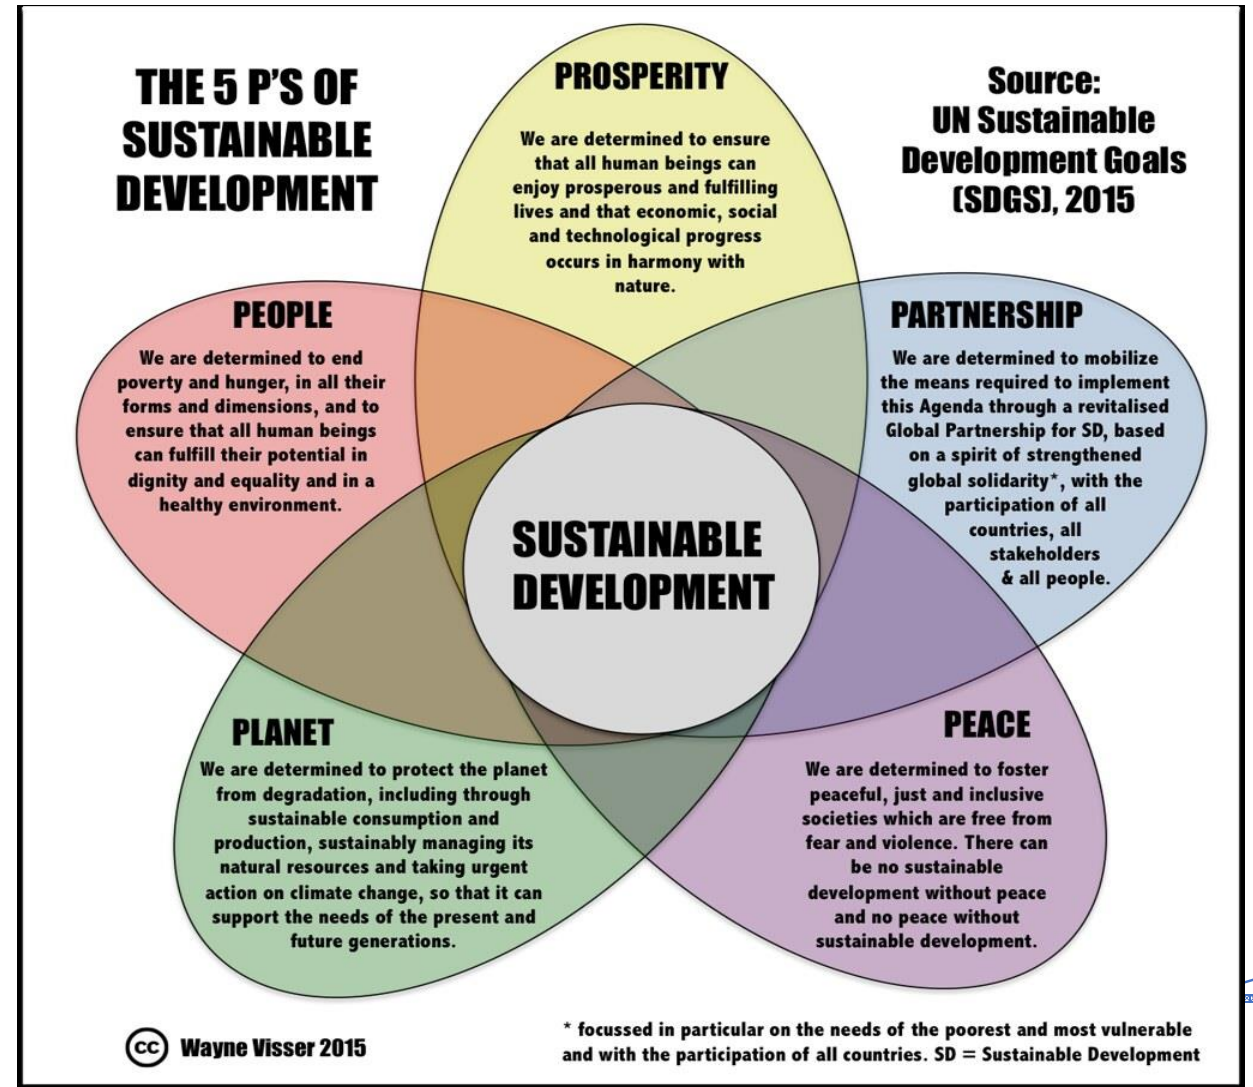 THE 5 P'S OF
SUSTAINABLE
DEVELOPMENT
PROSPERITY
We are determined to ensure
that all human beings can
enjoy prosperous and fulfilling
lives and that economic, social
and technological progress
occurs in harmony with
nature.
Source:
UN Sustainable
Development Goals
(SDGS), 2015
PEOPLE
We are determined to end
poverty and hunger, in all their
forms and dimensions, and to
ensure that all human beings
can fulfill their potential in
dignity and equality and in a
healthy environment.
PARTNERSHIP
We are determined to mobilize
the means required to implement
this Agenda through a revitalised
Global Partnership for SD, based
on a spirit of strengthened
global solidarity*, with the
participation of all
countries, all
stakeholders
& all people.
SUSTAINABLE
DEVELOPMENT
PLANET
We are determined to protect the planet
from degradation, including through
sustainable consumption and
production, sustainably managing its
natural resources and taking urgent
action on climate change, so that it can
support the needs of the present and
future generations.
PEACE
We are determined to foster
peaceful, just and inclusive
societies which are free from
fear and violence. There can
be no sustainable
development without peace
and no peace without
sustainable development.
cc Wayne Visser 2015
* focussed in particular on the needs of the poorest and most vulnerable
and with the participation of all countries. SD = Sustainable Development